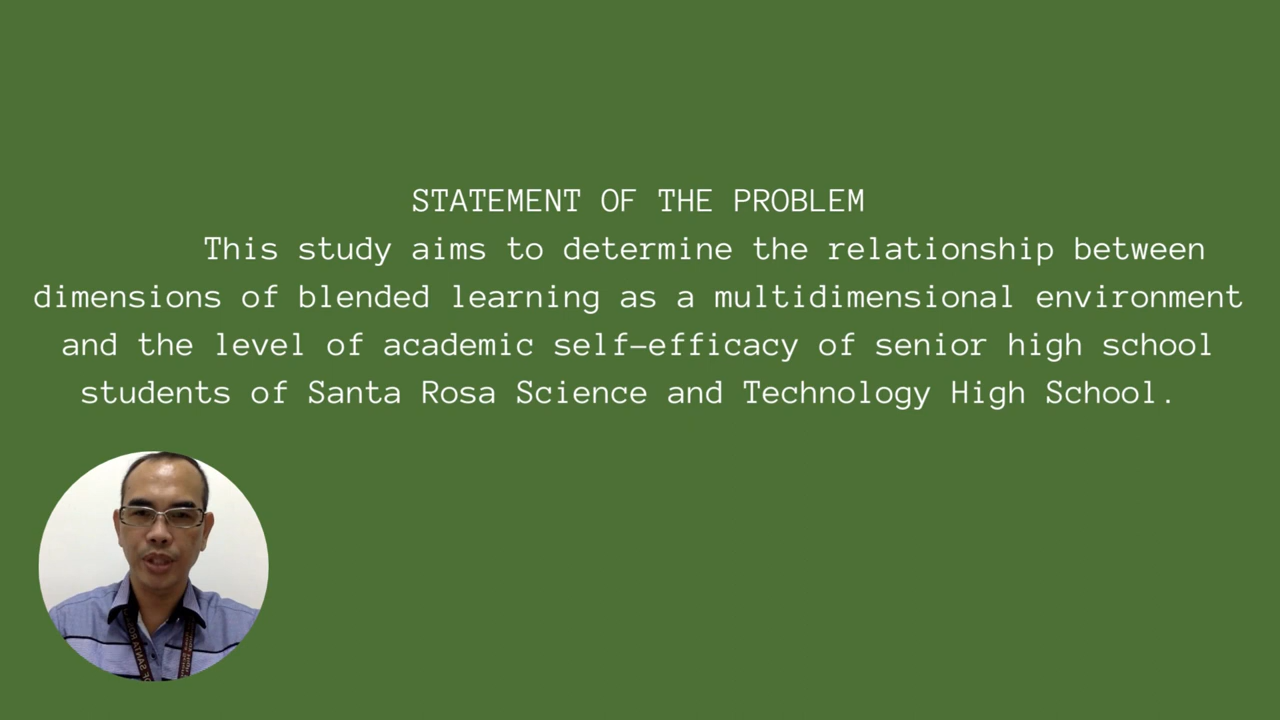 STATEMENT OF THE PROBLEM
This study aims to determine the relationship between
dimensions of blended learning as a multidimensional environment
and the level of academic self-efficacy of senior high school
students of Santa Rosa Science and Technology High School.